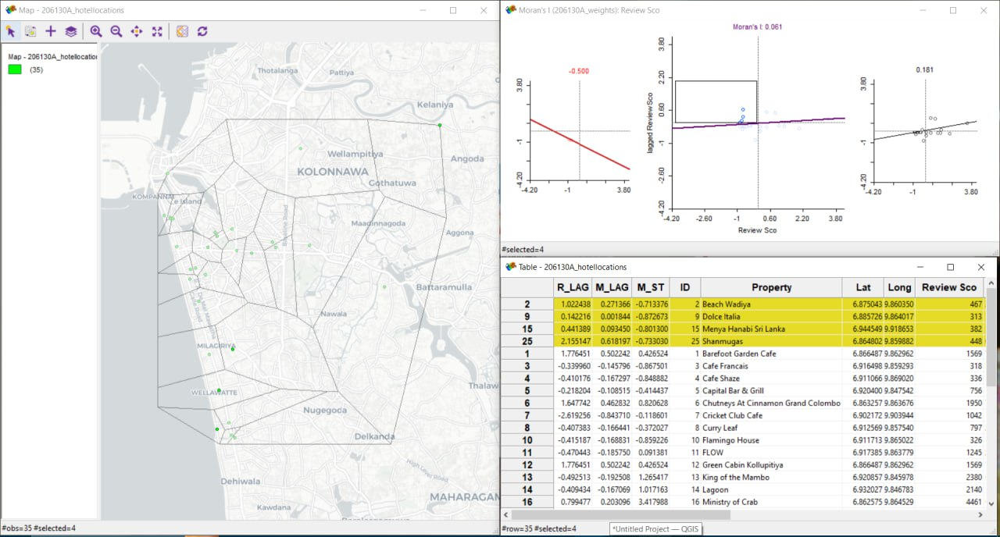 Map - 206130A_hotellocations
Map - 206130A_hotellocation
(35)
Thotalanga
Pattiya
Kelaniya
Angoda
Wellampitiya
KOLONNAWA
Gothatuwa
KOMPANNA
e Island
Maadinnagoda
Aggona
Baseline Road
Battaramulla
Nawala
MILAGIRIYA
Thalaw
WELLAWATTE
Nugegoda
Delkanda
High Level Road
Dehiwala
MAHARAGAM
Kawdana
#obs=35 #selected=4
Moran's I (206130A_weights): Review Sco
Moran's I: 0.061
-0.500
3.80
-1
-4.20
-4.20 -1 3.80
lagged Review Sco
3.80
2.20
0.60
-1
-2.60
-4.20
-4.20 -2.60 -1 0.60 2.20 3.80
Review Sco
0.181
3.80
-1
-4.20
-4.20 -1 3.80
#selected=4
Table - 206130A_hotellocations
R_LAG M_LAG M_ST ID Property Lat Long Review Sco
2 1.022438 0.271366 -0.713376 2 Beach Wadiya 6.875043 9.860350 467
9 0.142216 0.001844 -0.872673 9 Dolce Italia 6.885726 9.864017 313
15 0.441389 0.093450 -0.801300 15 Menya Hanabi Sri Lanka 6.944549 9.918653 382
25 2.155147 0.618197 -0.733030 25 Shanmugas 6.864802 9.859882 448
1 1.776451 0.502242 0.426524 1 Barefoot Garden Cafe 6.866487 9.862962 1569
3 -0.339960 -0.145796 -0.867501 3 Cafe Francais 6.916498 9.859293 318
4 -0.410176 -0.167297 -0.848882 4 Cafe Shaze 6.911066 9.869020 336
5 -0.218204 -0.108515 -0.414437 5 Capital Bar & Grill 6.920400 9.847542 756
6 1.647742 0.462832 0.820628 6 Chutneys At Cinnamon Grand Colombo 6.863257 9.863676 1950
7 -2.619256 -0.843710 -0.118601 7 Cricket Club Cafe 6.902172 9.903944 1042
8 -0.407383 -0.166441 -0.372027 8 Curry Leaf 6.912569 9.857540 797
10 -0.415187 -0.168831 -0.859226 10 Flamingo House 6.911713 9.865022 326
11 -0.470443 -0.185750 0.091381 11 FLOW 6.917385 9.863779 1245
12 1.776451 0.502242 0.426524 12 Green Cabin Kollupitiya 6.866487 9.862962 1569
13 -0.492513 -0.192508 1.265417 13 King of the Mambo 6.920857 9.845978 2380
14 -0.409434 -0.167069 1.017163 14 Lagoon 6.932027 9.846783 2140
16 0.799477 0.203096 3.417988 16 Ministry of Crab 6.862575 9.864529 4461
#row=35 #selected=4
*Untitled Project — QGIS